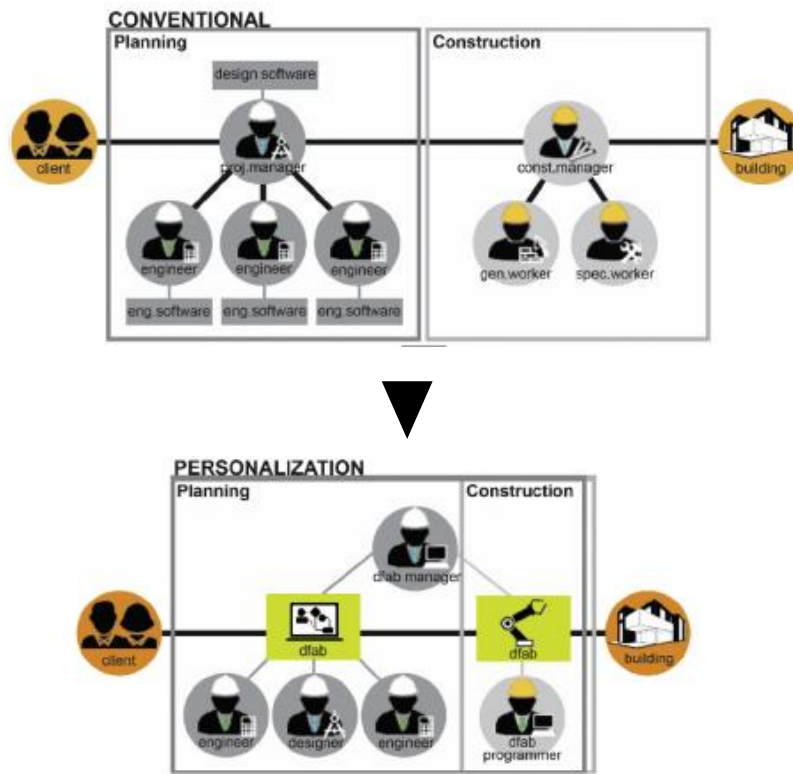 CONVENTIONAL
Planning
Construction
design software
client
proj.manager
const.manager
building
engineer
engineer
engineer
gen.worker
spec.worker
eng.software
eng.software
eng.software
PERSONALIZATION
Planning
Construction
dfab manager
client
dfab
dfab
building
engineer
designer
engineer
dfab
programmer